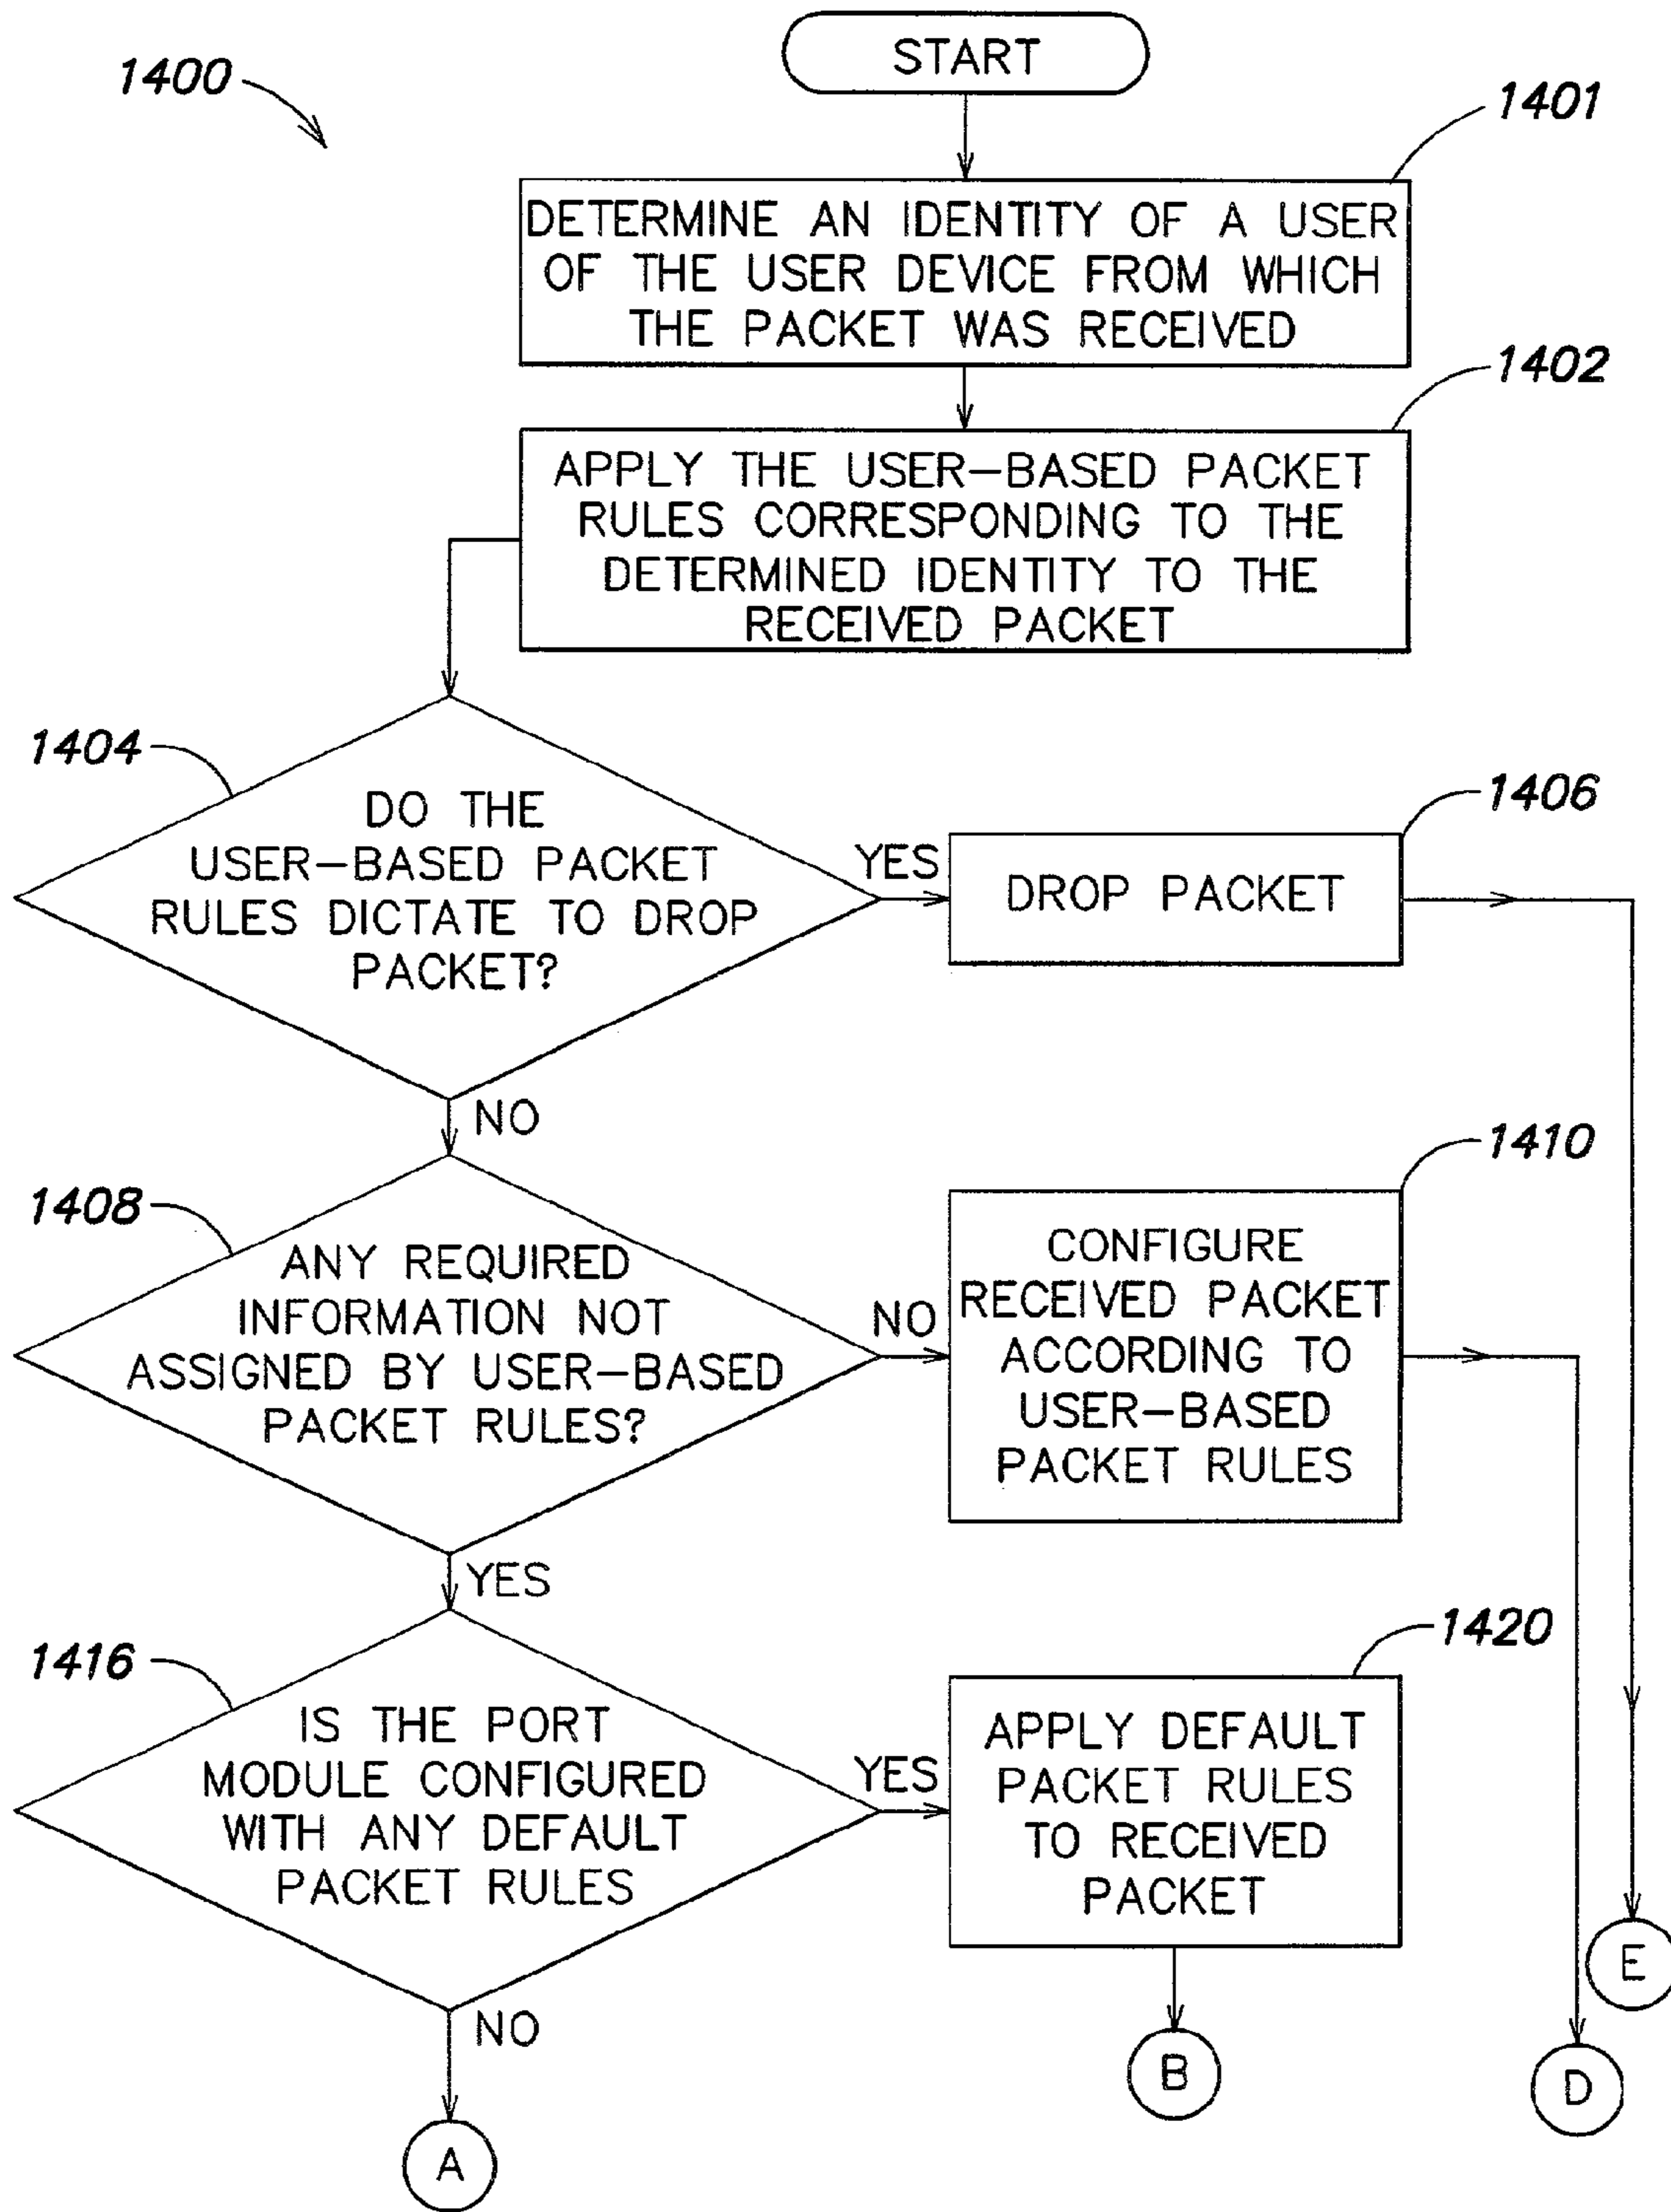 START
1400
1401
DETERMINE AN IDENTITY OF A USER
OF THE USER DEVICE FROM WHICH
THE PACKET WAS RECEIVED
1402
APPLY THE USER-BASED PACKET
RULES CORRESPONDING TO THE
DETERMINED IDENTITY TO THE
RECEIVED PACKET
1404
DO THE
USER-BASED PACKET
RULES DICTATE TO DROP
PACKET?
YES
1406
DROP PACKET
NO
1408
ANY REQUIRED
INFORMATION NOT
ASSIGNED BY USER-BASED
PACKET RULES?
NO
1410
CONFIGURE
RECEIVED PACKET
ACCORDING TO
USER-BASED
PACKET RULES
YES
1416
IS THE PORT
MODULE CONFIGURED
WITH ANY DEFAULT
PACKET RULES
YES
1420
APPLY DEFAULT
PACKET RULES
TO RECEIVED
PACKET
E
NO
B
D
A